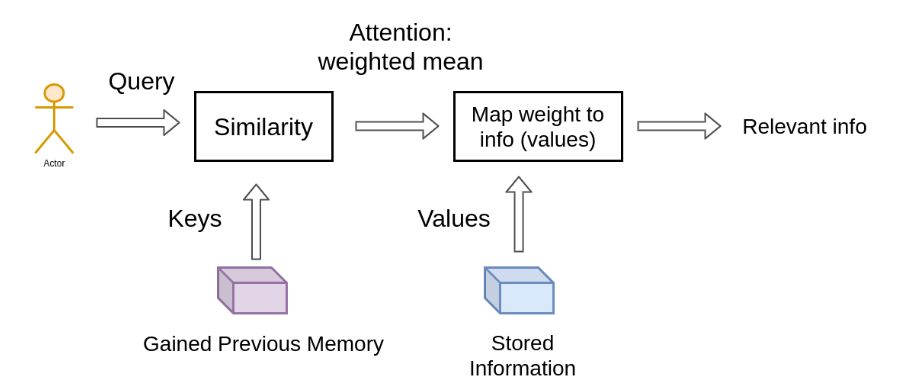 Attention:
weighted mean
Query
Actor
Similarity
Map weight to
info (values)
Relevant info
Keys
Values
Gained Previous Memory
Stored
Information